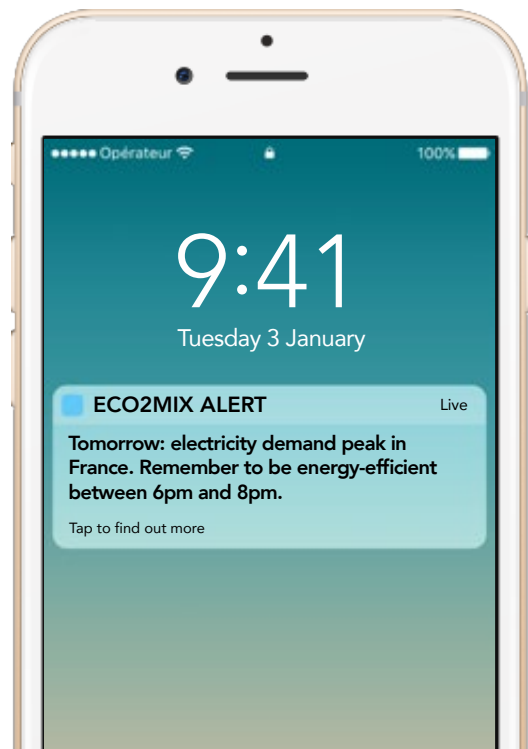 Opérateur 100%
9:41
Tuesday 3 January
ECO2MIX ALERT Live
Tomorrow: electricity demand peak in
France. Remember to be energy-efficient
between 6pm and 8pm.
Tap to find out more